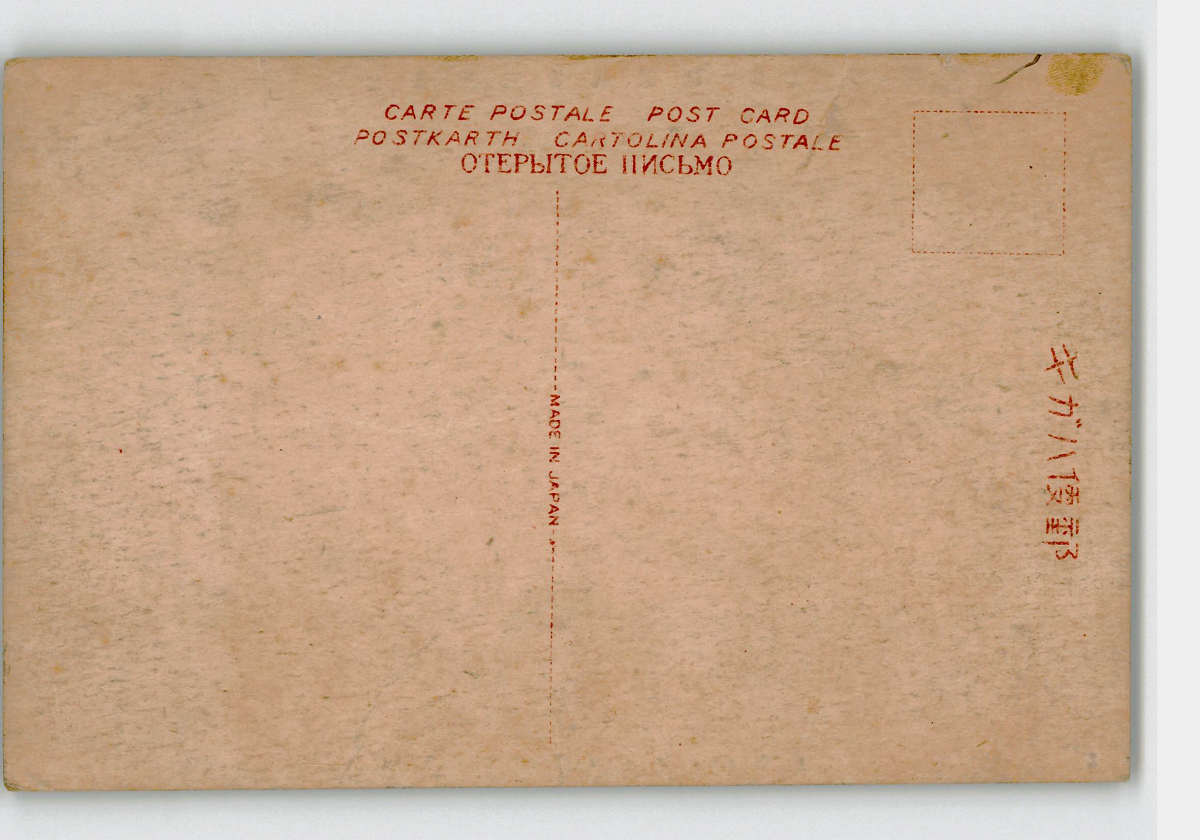 CARTE POSTALE POST CARD
POSTKARTH CARTOLINA POSTALE
ОТЕРЫТОЕ ПИСЬМО
MADE IN JAPAN
郵便ハガキ